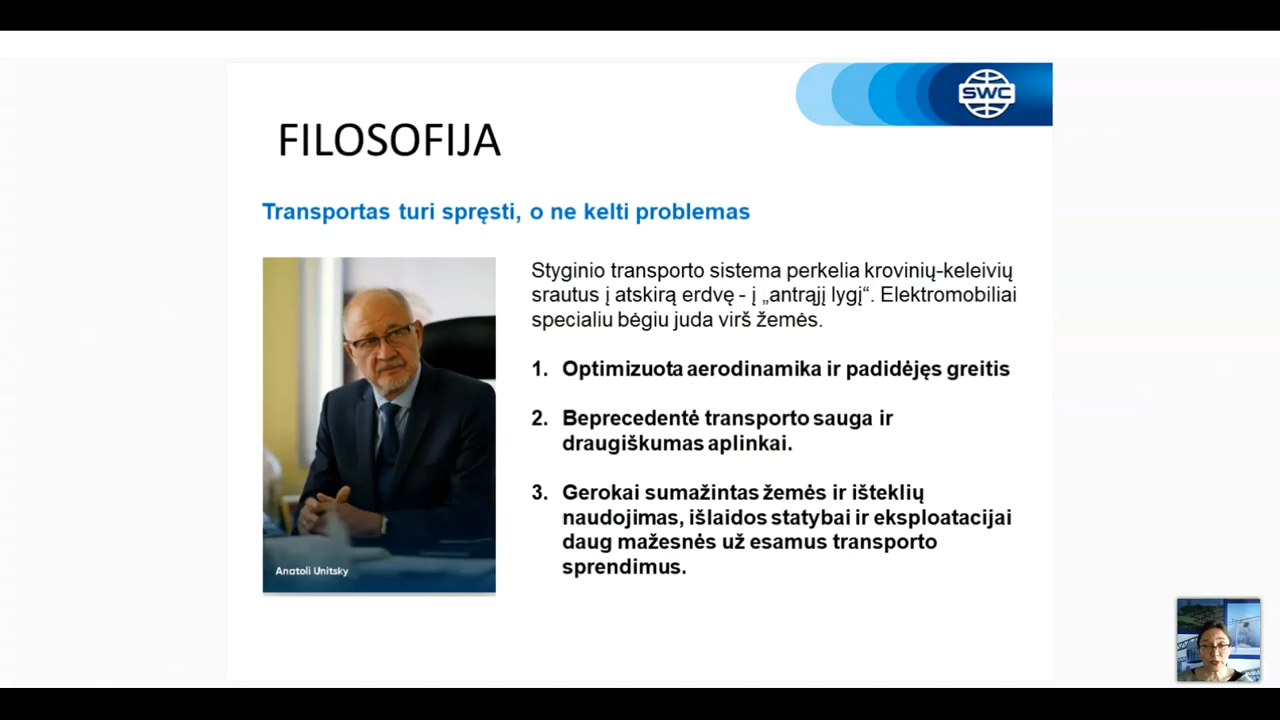 SWC
FILOSOFIJA
Transportas turi spręsti, o ne kelti problemas
Styginio transporto sistema perkelia krovinių-keleivių
srautus į atskirą erdvę - į „antrąjį lygį“. Elektromobiliai
specialiu bėgiu juda virš žemės.
1. Optimizuota aerodinamika ir padidėjęs greitis
2. Beprecedentė transporto sauga ir
draugiškumas aplinkai.
3. Gerokai sumažintas žemės ir išteklių
naudojimas, išlaidos statybai ir eksploatacijai
daug mažesnės už esamus transporto
sprendimus.
Anatoli Unitsky